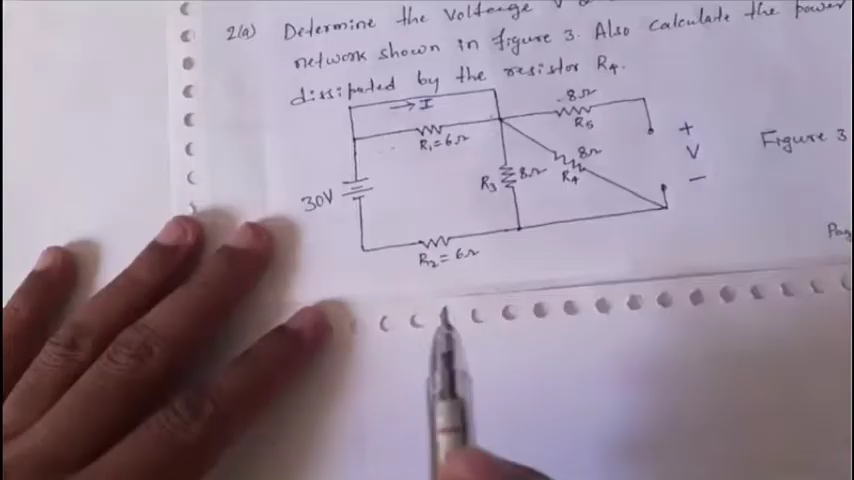 2(a) Determine the Voltage V
network shown in figure 3. Also calculate the power
dissipated by the resistor R4.
I
8Ω
R5
R1=6Ω
+
V
-
Figure 3
8Ω
R4
R3 8Ω
30V
R2=6Ω